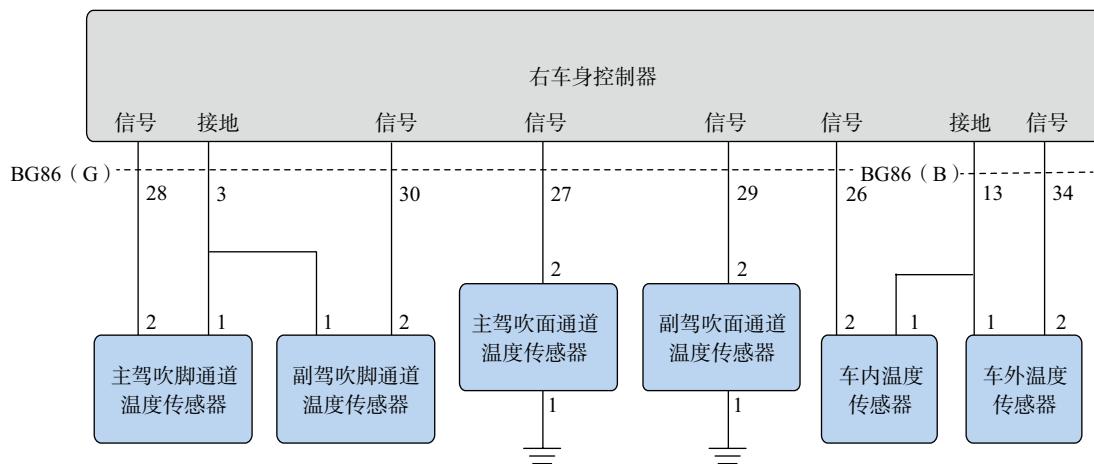 右车身控制器
信号 接地 信号 信号 信号 信号 接地 信号
BG86（G） BG86（B）
28 3 30 27 29 26 13 34
2 2
2 1 1 2 2 1 1 2
主驾吹面通道 副驾吹面通道
温度传感器 温度传感器
主驾吹脚通道 副驾吹脚通道 车内温度 车外温度
温度传感器 温度传感器 传感器 传感器
1 1